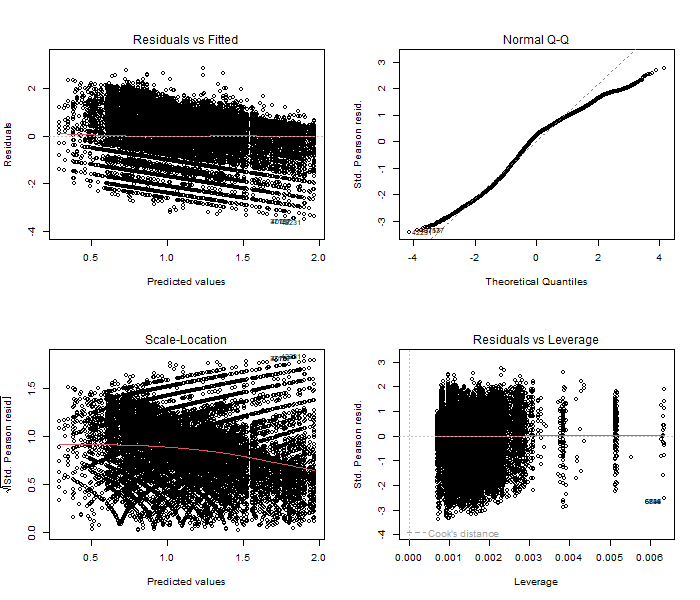 Residuals vs Fitted
Residuals
2
0
-2
-4
0.5 1.0 1.5 2.0
Predicted values
Normal Q-Q
Std. Pearson resid.
3
2
1
0
-1
-2
-3
-4 -2 0 2 4
Theoretical Quantiles
Scale-Location
√|Std. Pearson resid|
1.5
1.0
0.5
0.0
0.5 1.0 1.5 2.0
Predicted values
Residuals vs Leverage
Std. Pearson resid.
3
2
1
0
-1
-2
-3
-4
Cook's distance
0.000 0.001 0.002 0.003 0.004 0.005 0.006
Leverage